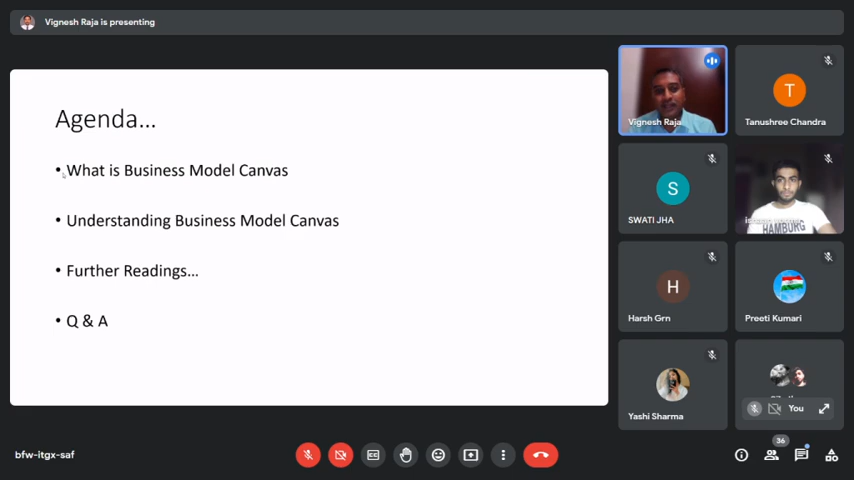 Vignesh Raja is presenting
Agenda...
• What is Business Model Canvas
• Understanding Business Model Canvas
• Further Readings...
• Q & A
Vignesh Raja
T
Tanushree Chandra
S
SWATI JHA
HAMBURG
H
Harsh Grn
Preeti Kumari
Yashi Sharma
You
bfw-itgx-saf
CC
36